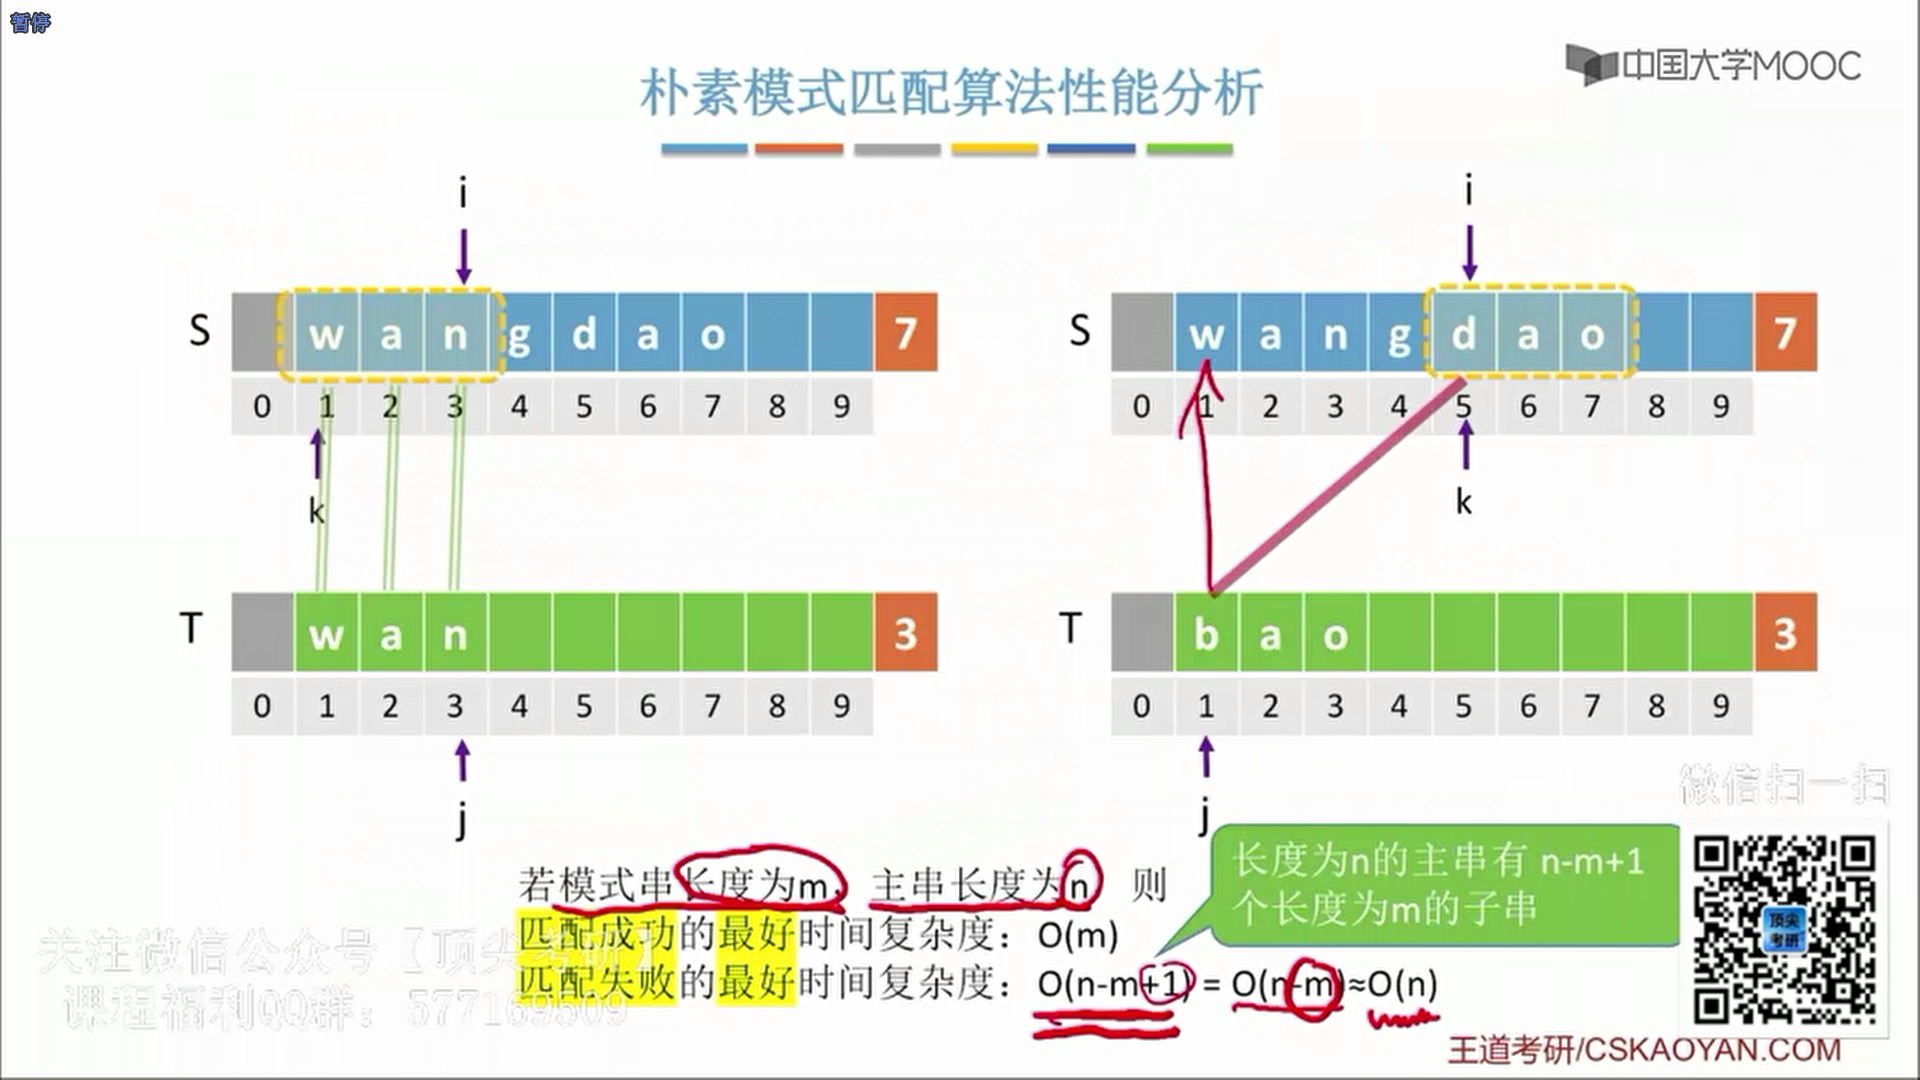 暂停
中国大学MOOC
朴素模式匹配算法性能分析
i
S w a n g d a o 7
0 1 2 3 4 5 6 7 8 9
k
T w a n 3
0 1 2 3 4 5 6 7 8 9
j
i
S w a n g d a o 7
0 1 2 3 4 5 6 7 8 9
k
T b a o 3
0 1 2 3 4 5 6 7 8 9
j
微信扫一扫
顶尖
考研
长度为n的主串有 n-m+1
个长度为m的子串
若模式串长度为m，主串长度为n 则
匹配成功的最好时间复杂度：O(m)
匹配失败的最好时间复杂度：O(n-m+1) = O(n-m)≈O(n)
关注微信公众号【顶尖考研】
课程福利QQ群：577169509
王道考研/CSKAOYAN.COM